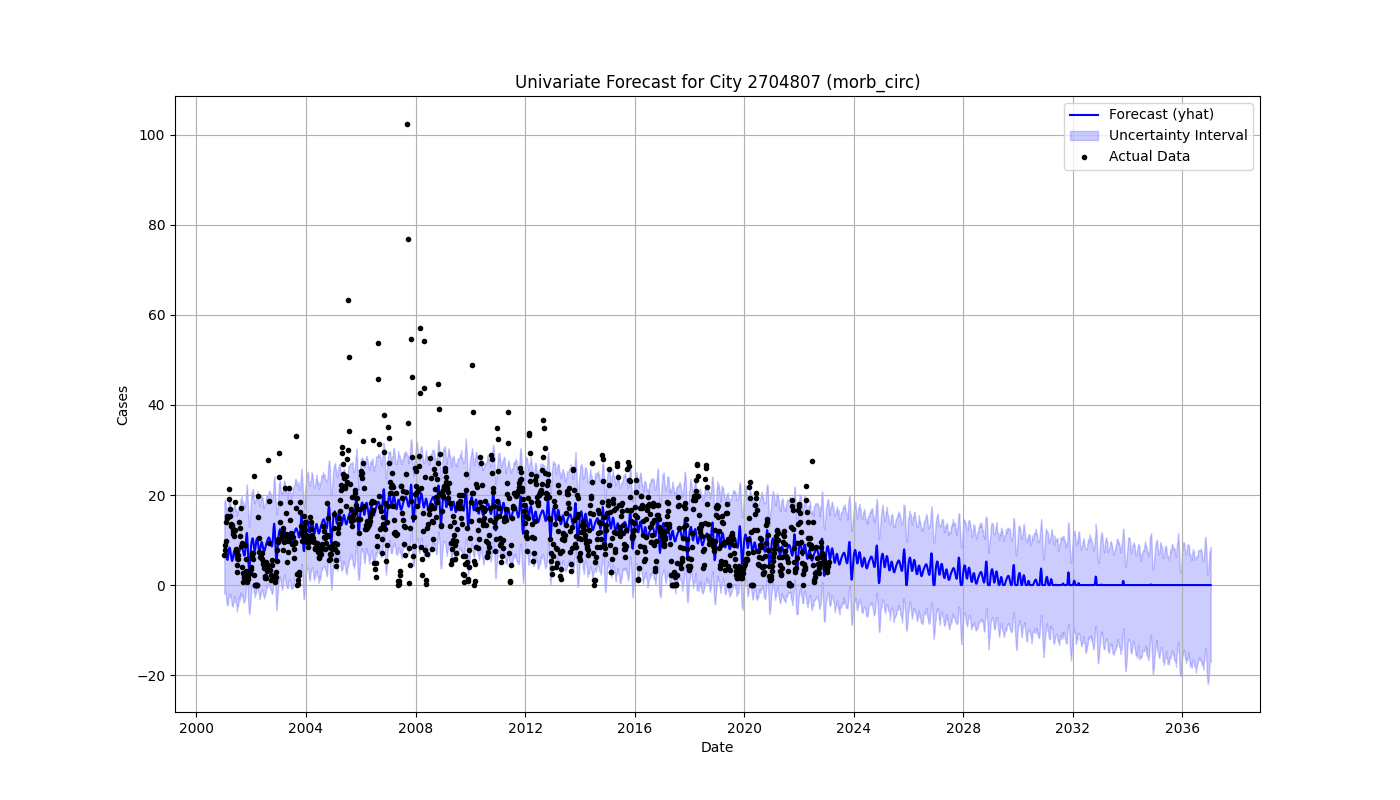 Univariate Forecast for City 2704807 (morb_circ)
Forecast (yhat)
Uncertainty Interval
Actual Data
Cases
100
80
60
40
20
0
−20
2000 2004 2008 2012 2016 2020 2024 2028 2032 2036
Date